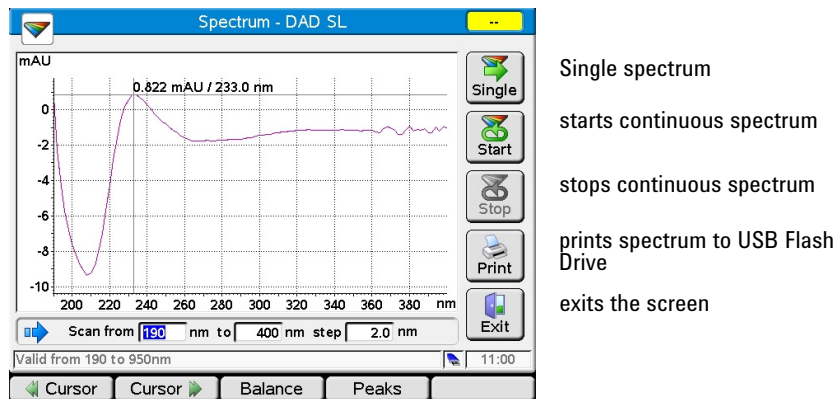 Spectrum - DAD SL
--
mAU
0.822 mAU / 233.0 nm
0
-2
-4
-6
-8
-10
200 220 240 260 280 300 320 340 360 380 nm
Scan from 190 nm to 400 nm step 2.0 nm
Valid from 190 to 950nm
11:00
Cursor Cursor Balance Peaks
Single
Start
Stop
Print
Exit
Single spectrum
starts continuous spectrum
stops continuous spectrum
prints spectrum to USB Flash
Drive
exits the screen